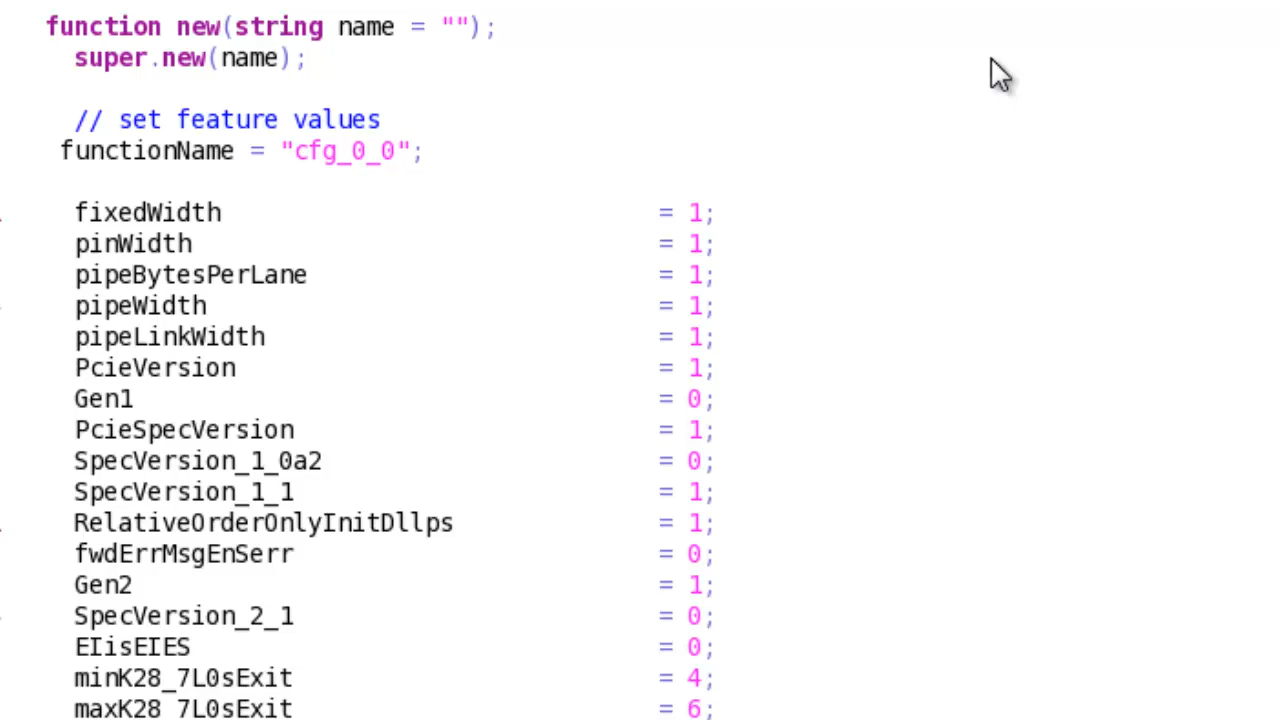 function new(string name = "");
super.new(name);
// set feature values
functionName = "cfg_0_0";
fixedWidth = 1;
pinWidth = 1;
pipeBytesPerLane = 1;
pipeWidth = 1;
pipeLinkWidth = 1;
PcieVersion = 1;
Gen1 = 0;
PcieSpecVersion = 1;
SpecVersion_1_0a2 = 0;
SpecVersion_1_1 = 1;
RelativeOrderOnlyInitDllps = 1;
fwdErrMsgEnSerr = 0;
Gen2 = 1;
SpecVersion_2_1 = 0;
EIisEIES = 0;
minK28_7L0sExit = 4;
maxK28_7L0sExit = 6;